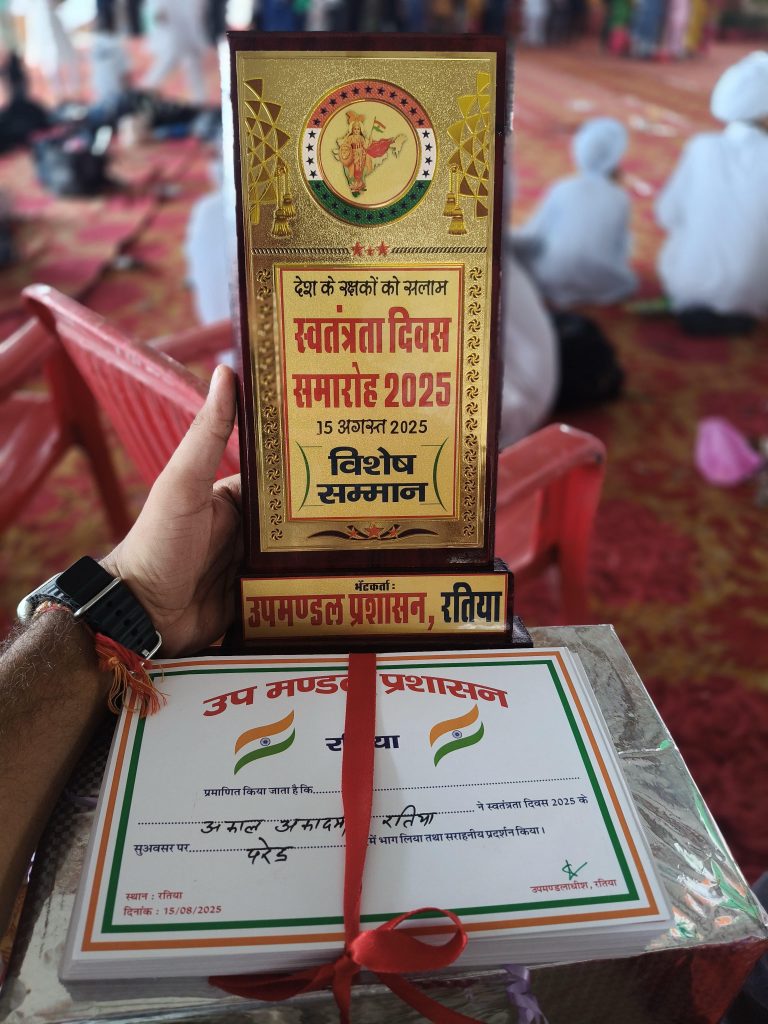 देश के रक्षकों को सलाम
स्वतंत्रता दिवस
समारोह 2025
15 अगस्त 2025
विशेष
सम्मान
भेंटकर्ता :
उपमण्डल प्रशासन, रतिया
उप मण्डल प्रशासन
रतिया
प्रमाणित किया जाता है कि
अकाल अकादमी रतिया ने स्वतंत्रता दिवस 2025 के
सुअवसर पर परेड में भाग लिया तथा सराहनीय प्रदर्शन किया।
स्थान : रतिया
दिनांक : 15/08/2025
उपमण्डलाधीश, रतिया